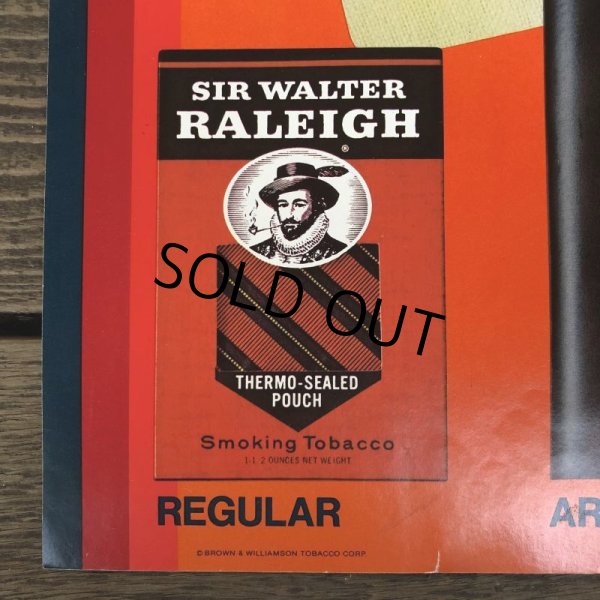 SIR WALTER
RALEIGH
®
SOLD OUT
THERMO-SEALED
POUCH
Smoking Tobacco
1-1/2 OUNCES NET WEIGHT
REGULAR
AR
© BROWN & WILLIAMSON TOBACCO CORP